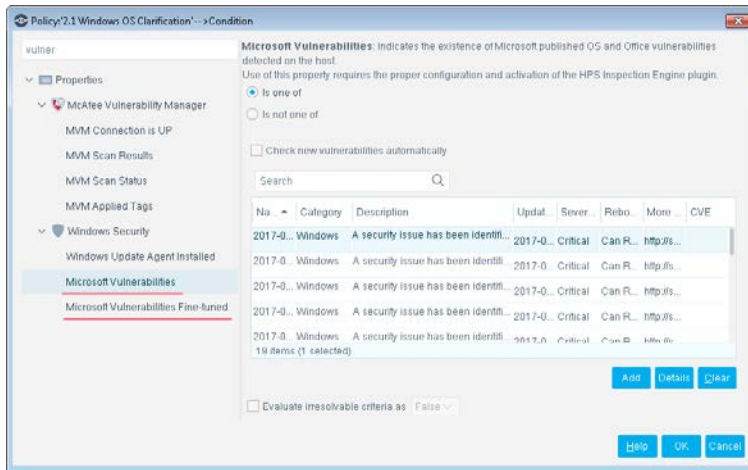 Policy:'2.1 Windows OS Clarification'-->Condition
vulner
Properties
McAfee Vulnerability Manager
MVM Connection is UP
MVM Scan Results
MVM Scan Status
MVM Applied Tags
Windows Security
Windows Update Agent Installed
Microsoft Vulnerabilities
Microsoft Vulnerabilities Fine-tuned
Microsoft Vulnerabilities: Indicates the existence of Microsoft published OS and Office vulnerabilities
detected on the host.
Use of this property requires the proper configuration and activation of the HPS Inspection Engine plugin.
Is one of
Is not one of
Check new vulnerabilities automatically
Search
Na... Category Description Updat... Sever... Rebo... More ... CVE
2017-0... Windows A security issue has been identifi... 2017-0... Critical Can R... http://s...
2017-0... Windows A security issue has been identifi... 2017-0... Critical Can R... http://s...
2017-0... Windows A security issue has been identifi... 2017-0... Critical Can R... http://s...
2017-0... Windows A security issue has been identifi... 2017-0... Critical Can R... http://s...
2017-0... Windows A security issue has been identifi... 2017-0... Critical Can R... http://s...
19 items (1 selected)
Add Details Clear
Evaluate irresolvable criteria as False
Help OK Cancel